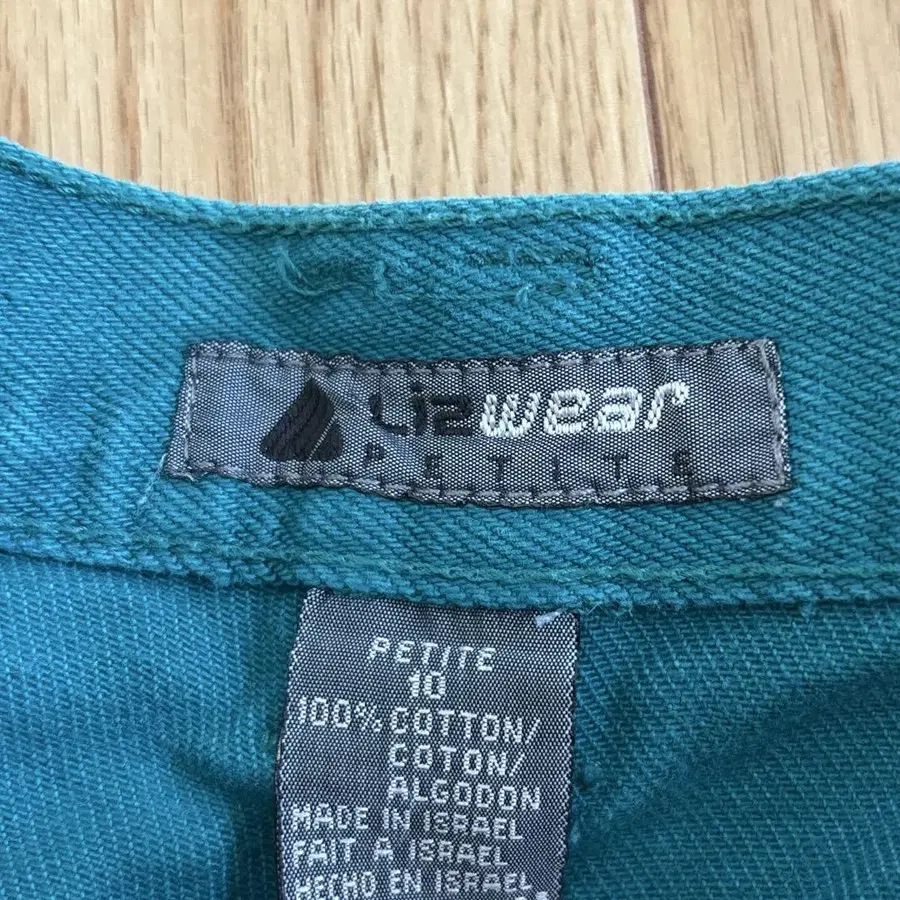 Lizwear
PETITE
PETITE
10
100% COTTON/
COTON/
ALGODON
MADE IN ISRAEL
FAIT A ISRAEL
HECHO EN ISRAEL